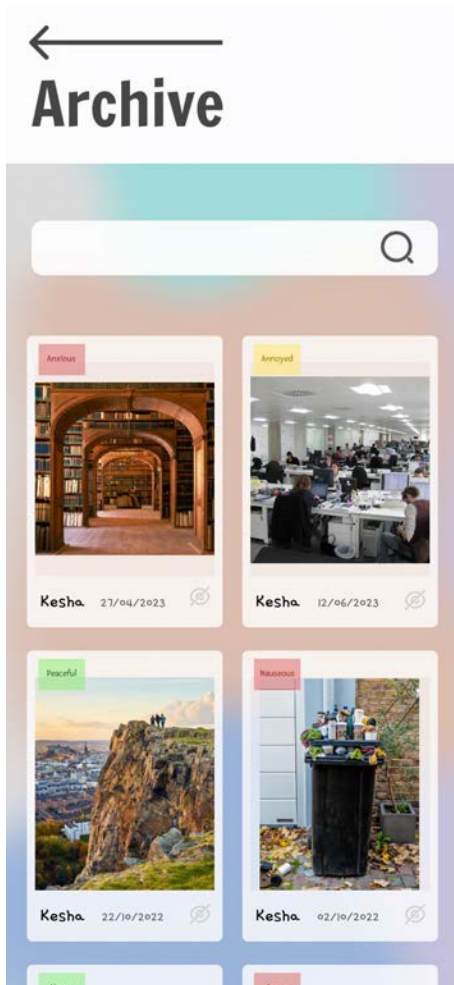 Archive
Anxious
Annoyed
Kesha 27/04/2023
Kesha 12/06/2023
Peaceful
Nauseous
Kesha 22/10/2022
Kesha 02/10/2022